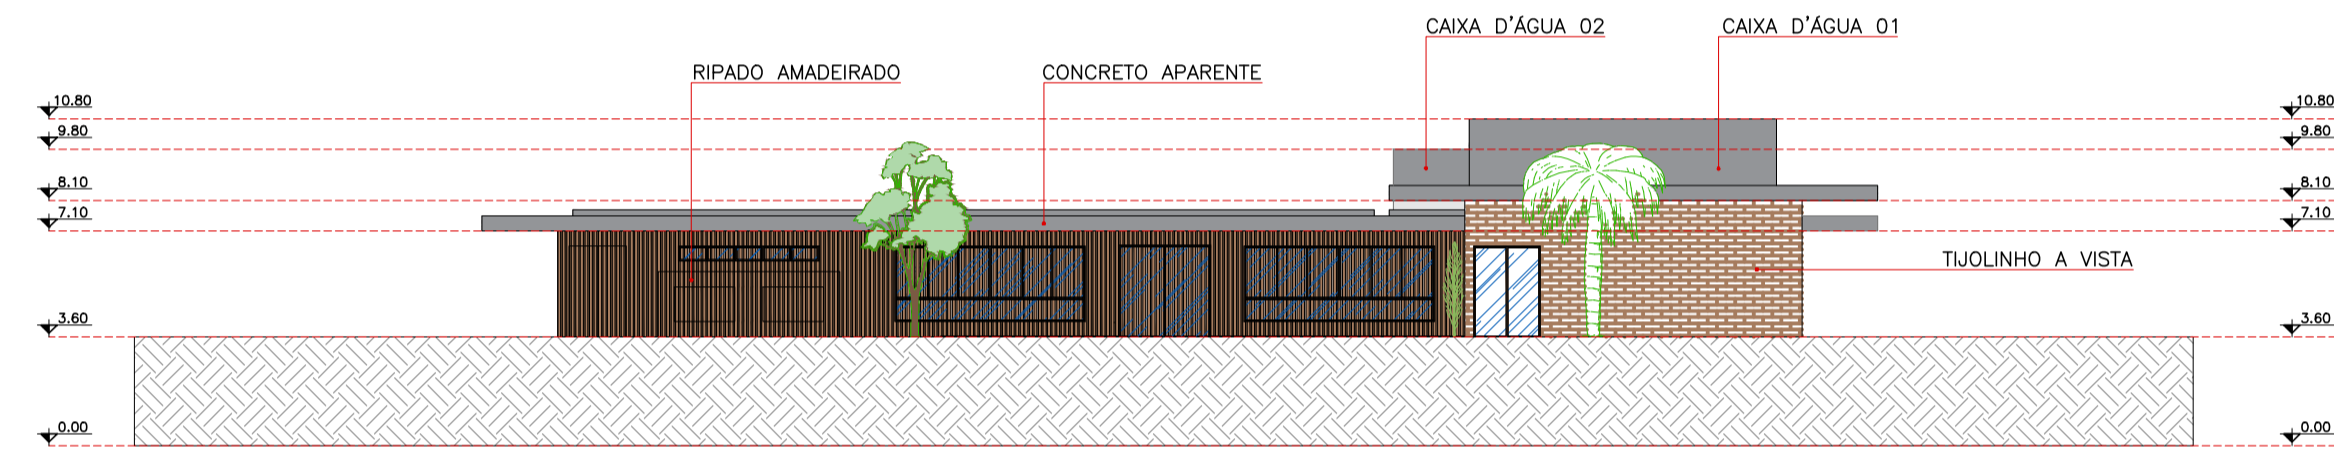 CAIXA D'ÁGUA 02
CAIXA D'ÁGUA 01
RIPADO AMADEIRADO
CONCRETO APARENTE
10.80
10.80
9.80
9.80
8.10
8.10
7.10
7.10
TIJOLINHO A VISTA
3.60
3.60
0.00
0.00